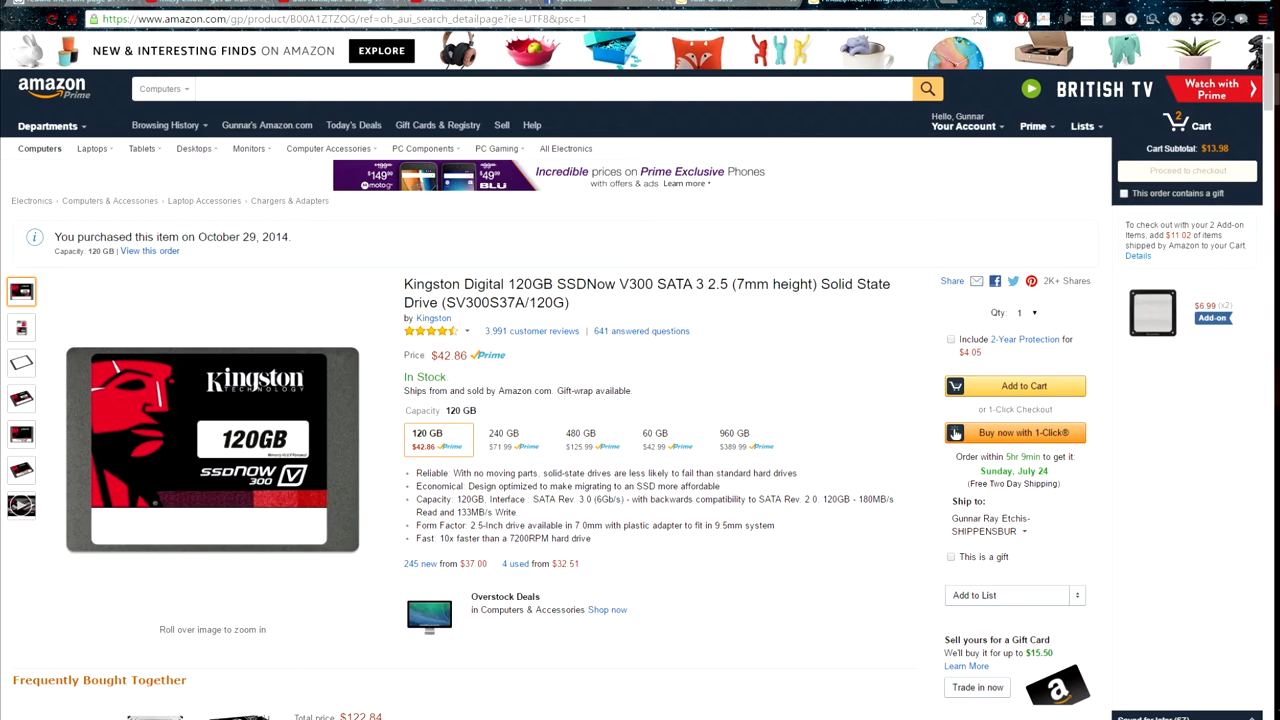 https://www.amazon.com/gp/product/B00A1ZTZOG/ref=oh_aui_search_detailpage?ie=UTF8&psc=1
NEW & INTERESTING FINDS ON AMAZON EXPLORE
amazon Prime
Computers
BRITISH TV
Watch with Prime
Departments
Browsing History
Gunnar's Amazon.com
Today's Deals
Gift Cards & Registry
Sell
Help
Hello, Gunnar
Your Account
Prime
Lists
2
Cart
Computers
Laptops
Tablets
Desktops
Monitors
Computer Accessories
PC Components
PC Gaming
All Electronics
Cart Subtotal: $13.98
Proceed to checkout
This order contains a gift
$199
$149.99
moto g
$99
$49.99
BLU
Incredible prices on Prime Exclusive Phones
with offers & ads Learn more
Electronics › Computers & Accessories › Laptop Accessories › Chargers & Adapters
You purchased this item on October 29, 2014.
Capacity: 120 GB | View this order
To check out with your 2 Add-on
Items, add $11.02 of items
shipped by Amazon to your Cart.
Details
$6.99 (x2)
Add-on
Kingston Digital 120GB SSDNow V300 SATA 3 2.5 (7mm height) Solid State
Drive (SV300S37A/120G)
by Kingston
3,991 customer reviews | 641 answered questions
Price: $42.86 Prime
In Stock.
Ships from and sold by Amazon.com. Gift-wrap available.
Capacity: 120 GB
120 GB
$42.86 Prime
240 GB
$71.99 Prime
480 GB
$125.99 Prime
60 GB
$42.99 Prime
960 GB
$389.99 Prime
Reliable: With no moving parts, solid-state drives are less likely to fail than standard hard drives
Economical: Design optimized to make migrating to an SSD more affordable
Capacity: 120GB, Interface : SATA Rev. 3.0 (6Gb/s) - with backwards compatibility to SATA Rev. 2.0. 120GB - 180MB/s
Read and 133MB/s Write
Form Factor: 2.5-Inch drive available in 7.0mm with plastic adapter to fit in 9.5mm system
Fast: 10x faster than a 7200RPM hard drive
245 new from $37.00
4 used from $32.51
Overstock Deals
in Computers & Accessories Shop now
Kingston
TECHNOLOGY
120GB
SSDNOW V
300
Roll over image to zoom in
Share
2K+ Shares
Qty: 1
Include 2-Year Protection for
$4.05
Add to Cart
or 1-Click Checkout
Buy now with 1-Click®
Order within 5hr 9min to get it:
Sunday, July 24
(Free Two Day Shipping)
Ship to:
Gunnar Ray Etchis-
SHIPPENSBUR
This is a gift
Add to List
Sell yours for a Gift Card
We'll buy it for up to $15.50
Learn More
Trade in now
Frequently Bought Together
Total price: $122.84